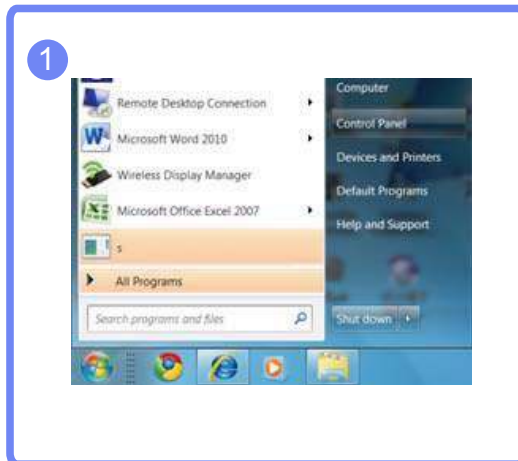 1
Remote Desktop Connection
Microsoft Word 2010
Wireless Display Manager
Microsoft Office Excel 2007
s
All Programs
Search programs and files
Computer
Control Panel
Devices and Printers
Default Programs
Help and Support
Shut down